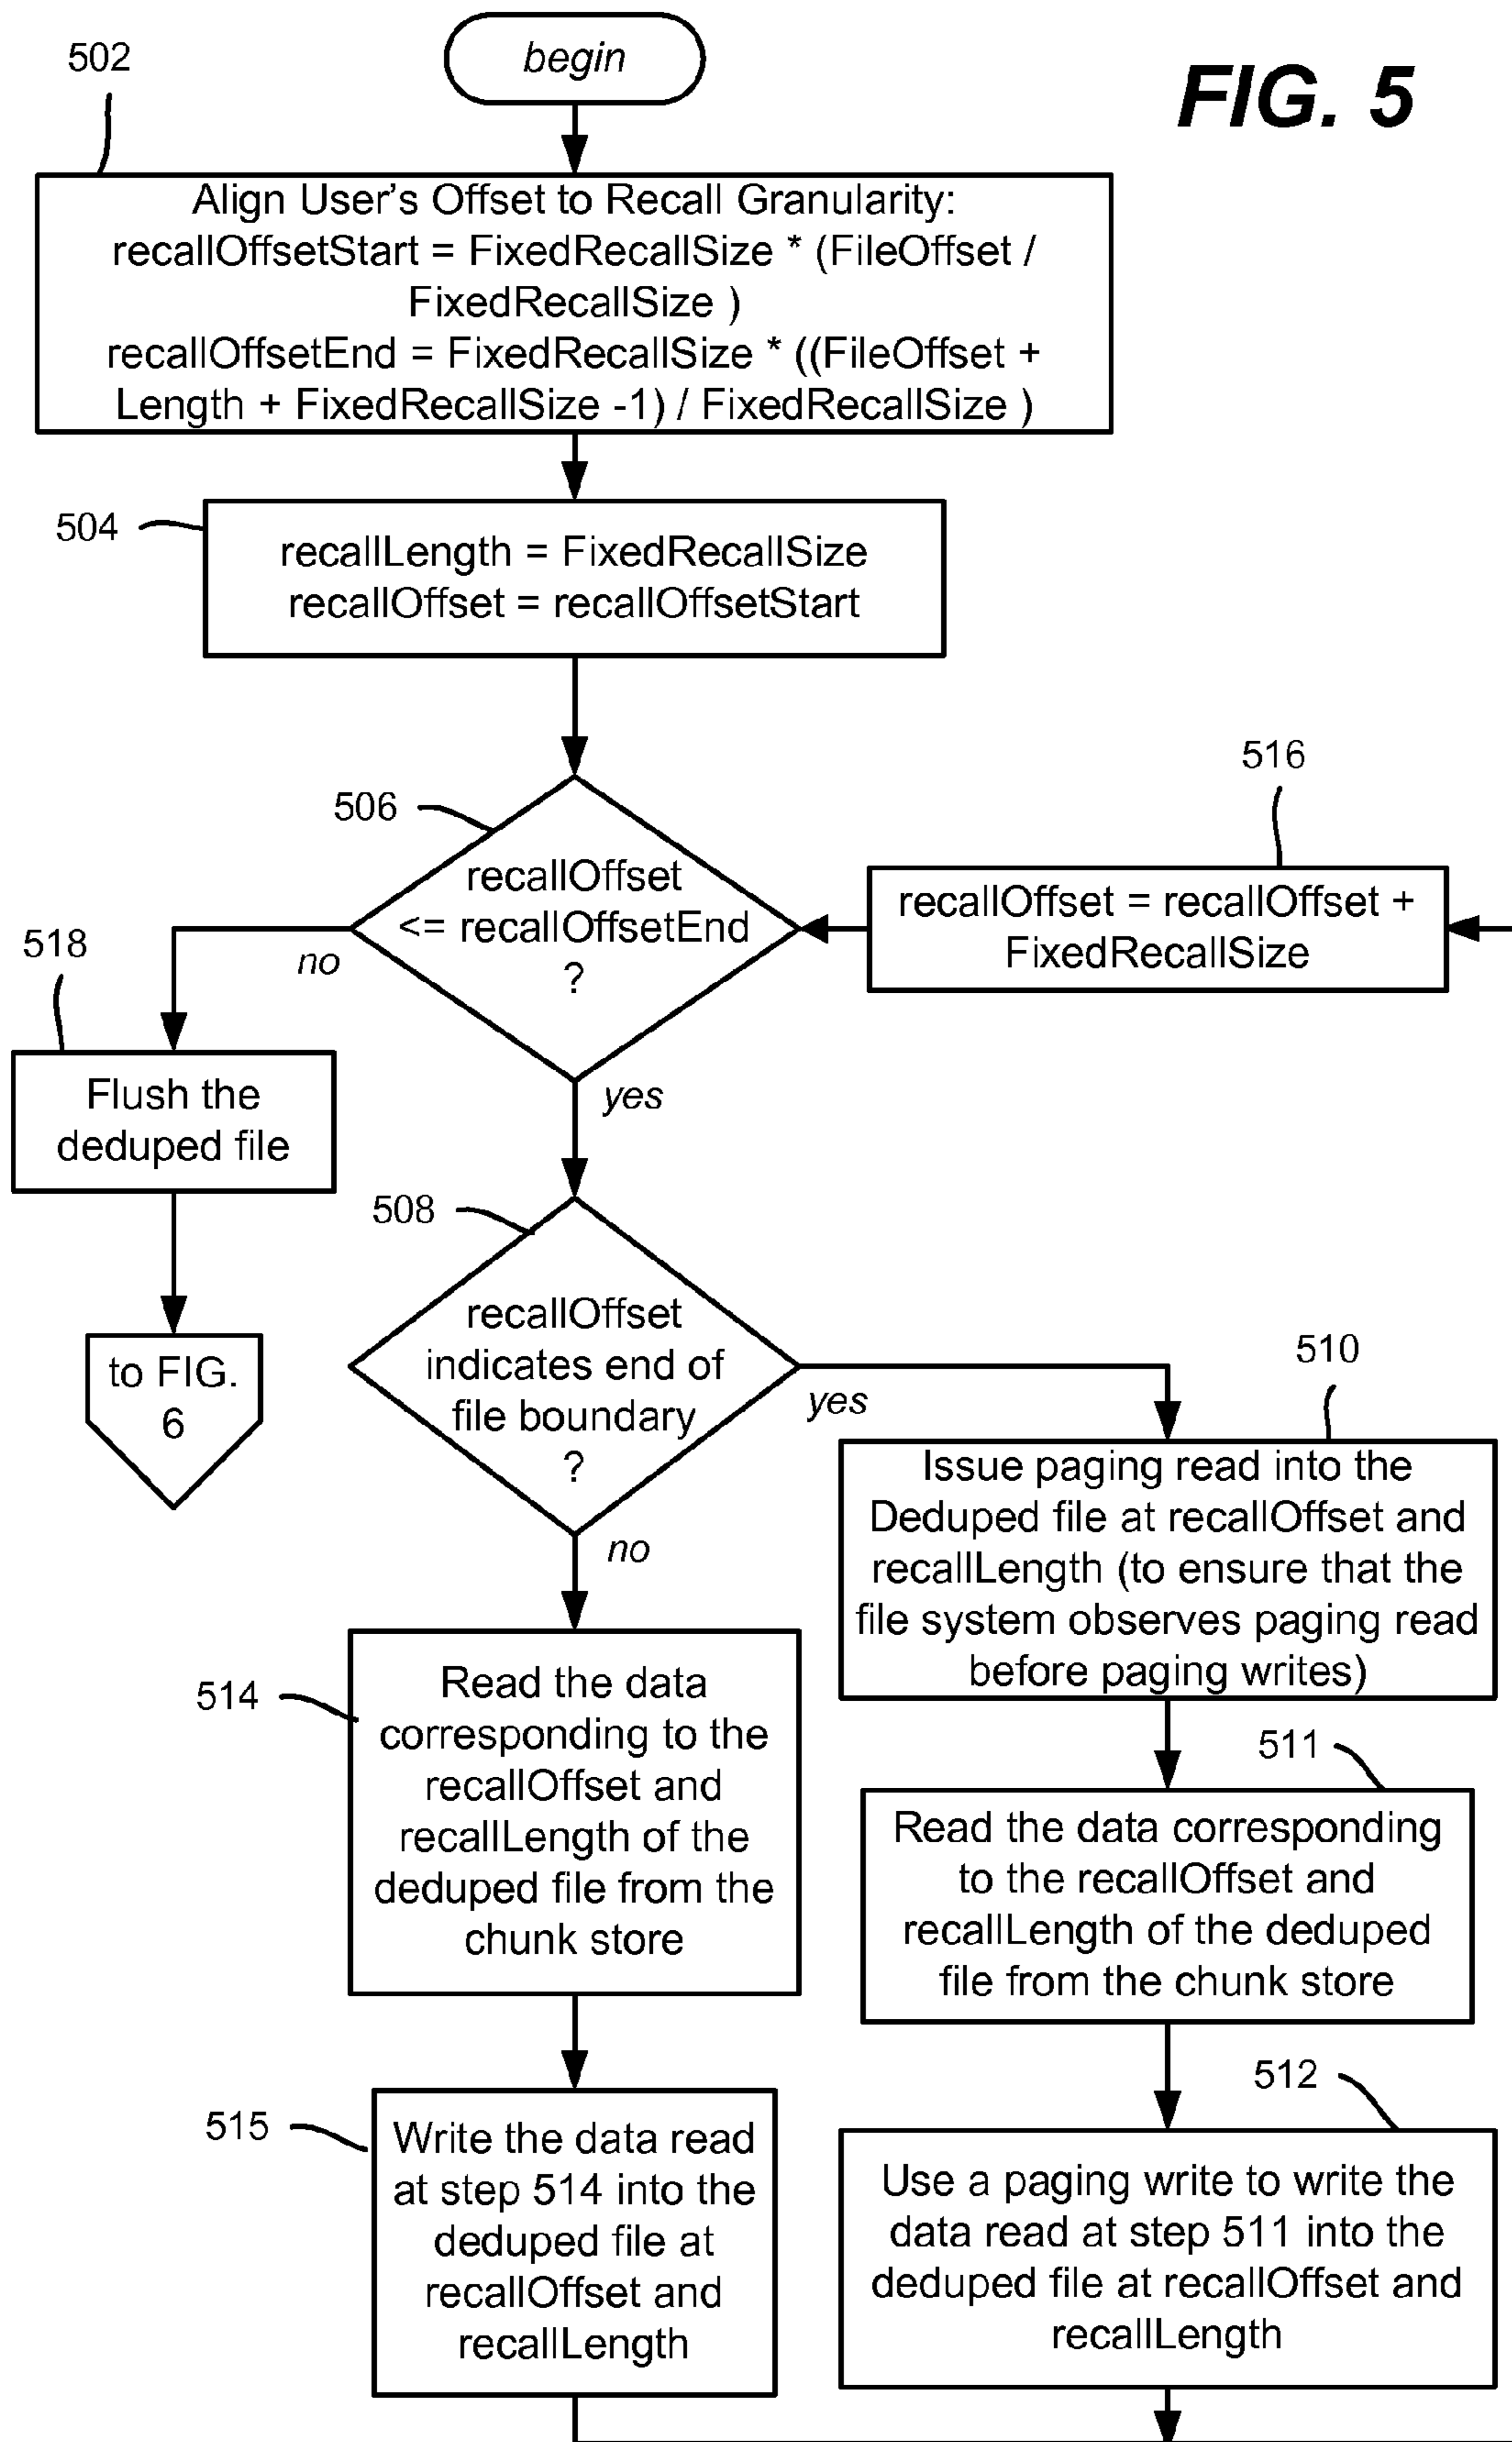 FIG. 5
begin
502
Align User's Offset to Recall Granularity:
recallOffsetStart = FixedRecallSize * (FileOffset /
FixedRecallSize )
recallOffsetEnd = FixedRecallSize * ((FileOffset +
Length + FixedRecallSize -1) / FixedRecallSize )
504
recallLength = FixedRecallSize
recallOffset = recallOffsetStart
506
recallOffset
<= recallOffsetEnd
?
516
recallOffset = recallOffset +
FixedRecallSize
no
518
Flush the
deduped file
to FIG.
6
yes
508
recallOffset
indicates end of
file boundary
?
yes
510
Issue paging read into the
Deduped file at recallOffset and
recallLength (to ensure that the
file system observes paging read
before paging writes)
no
514
Read the data
corresponding to the
recallOffset and
recallLength of the
deduped file from the
chunk store
511
Read the data corresponding
to the recallOffset and
recallLength of the deduped
file from the chunk store
515
Write the data read
at step 514 into the
deduped file at
recallOffset and
recallLength
512
Use a paging write to write the
data read at step 511 into the
deduped file at recallOffset and
recallLength